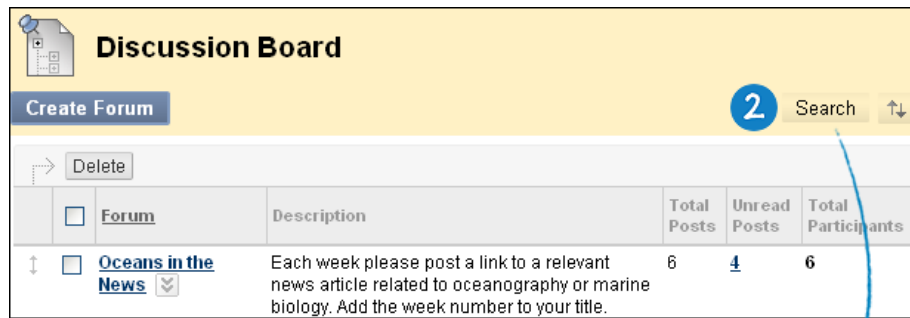 Discussion Board
Create Forum
2
Search
Delete
Forum
Description
Total Posts
Unread Posts
Total Participants
Oceans in the News
Each week please post a link to a relevant
news article related to oceanography or marine
biology. Add the week number to your title.
6
4
6